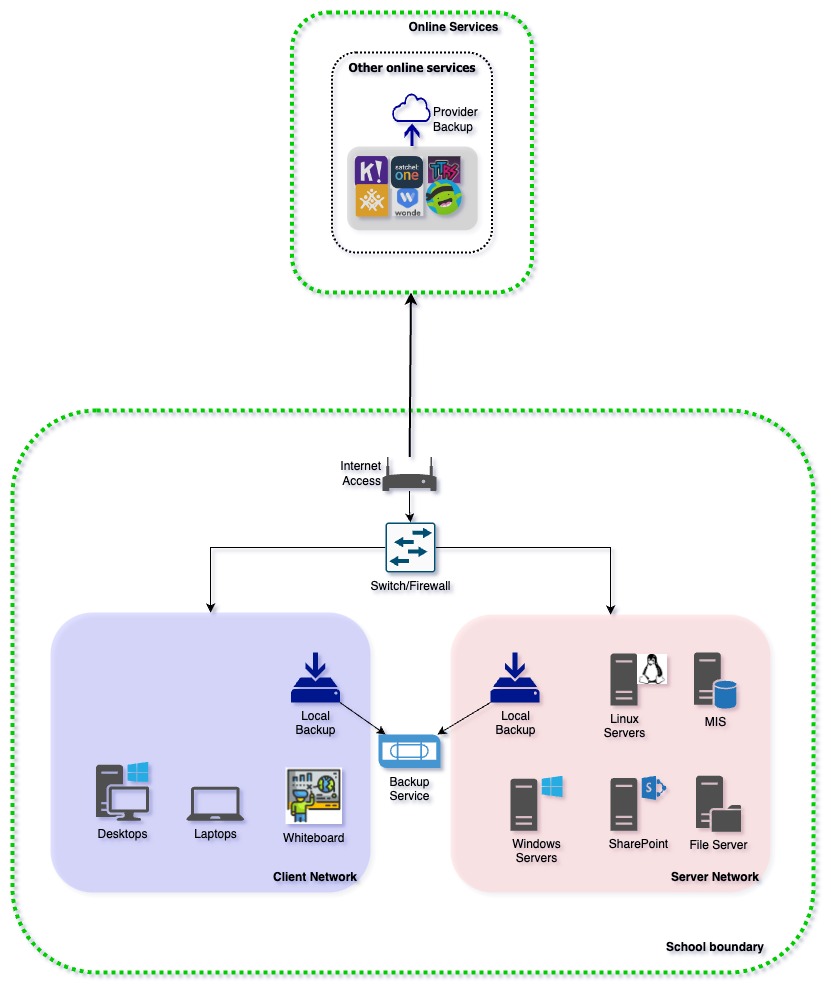 Online Services
Other online services
Provider
Backup
K!
satchel:
one
W
wonde
Internet
Access
Switch/Firewall
Local
Backup
Local
Backup
Linux
Servers
MIS
Backup
Service
Desktops
Laptops
Whiteboard
Windows
Servers
S
SharePoint
File Server
Client Network
Server Network
School boundary